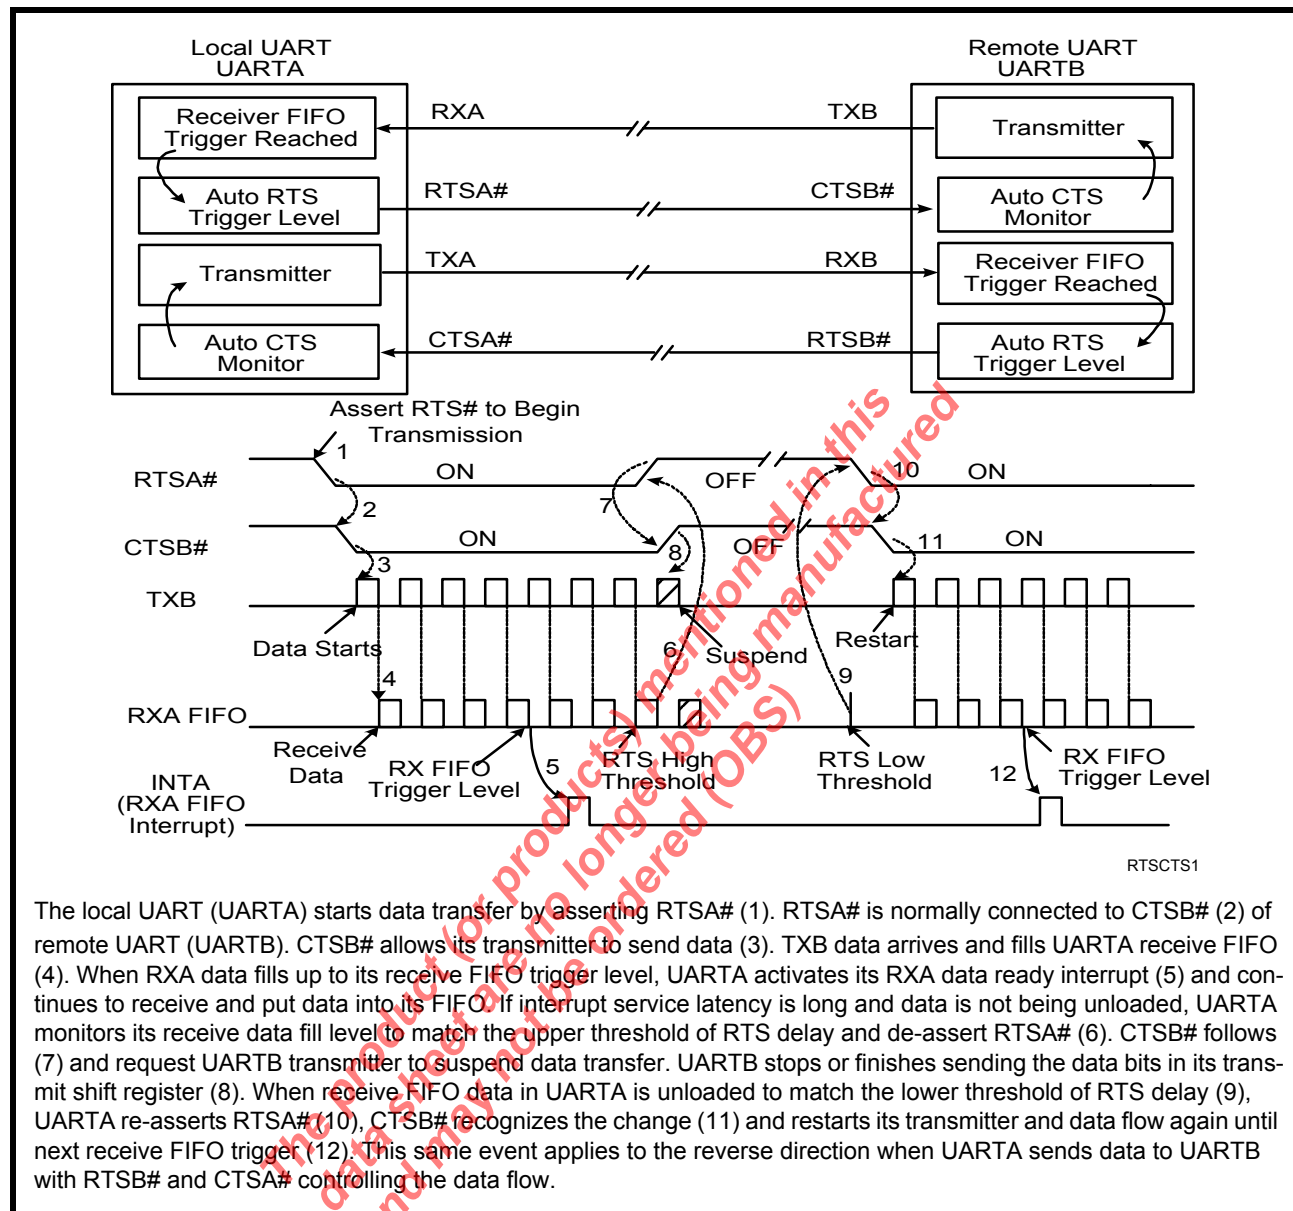 Local UART
UARTA
Remote UART
UARTB
Receiver FIFO
Trigger Reached
RXA
TXB
Transmitter
Auto RTS
Trigger Level
RTSA#
CTSB#
Auto CTS
Monitor
Transmitter
TXA
RXB
Receiver FIFO
Trigger Reached
Auto CTS
Monitor
CTSA#
RTSB#
Auto RTS
Trigger Level
Assert RTS# to Begin
Transmission
1
RTSA#
ON
OFF
10
ON
2
7
CTSB#
ON
8
OFF
11
ON
3
TXB
Data Starts
6
Suspend
Restart
4
9
RXA FIFO
Receive
Data
RX FIFO
Trigger Level
5
RTS High
Threshold
RTS Low
Threshold
12
RX FIFO
Trigger Level
INTA
(RXA FIFO
Interrupt)
RTSCTS1
The local UART (UARTA) starts data transfer by asserting RTSA# (1). RTSA# is normally connected to CTSB# (2) of
remote UART (UARTB). CTSB# allows its transmitter to send data (3). TXB data arrives and fills UARTA receive FIFO
(4). When RXA data fills up to its receive FIFO trigger level, UARTA activates its RXA data ready interrupt (5) and con-
tinues to receive and put data into its FIFO. If interrupt service latency is long and data is not being unloaded, UARTA
monitors its receive data fill level to match the upper threshold of RTS delay and de-assert RTSA# (6). CTSB# follows
(7) and request UARTB transmitter to suspend data transfer. UARTB stops or finishes sending the data bits in its trans-
mit shift register (8). When receive FIFO data in UARTA is unloaded to match the lower threshold of RTS delay (9),
UARTA re-asserts RTSA# (10), CTSB# recognizes the change (11) and restarts its transmitter and data flow again until
next receive FIFO trigger (12). This same event applies to the reverse direction when UARTA sends data to UARTB
with RTSB# and CTSA# controlling the data flow.
The product (or products) mentioned in this
data sheet are no longer being manufactured
and may not be ordered (OBS)